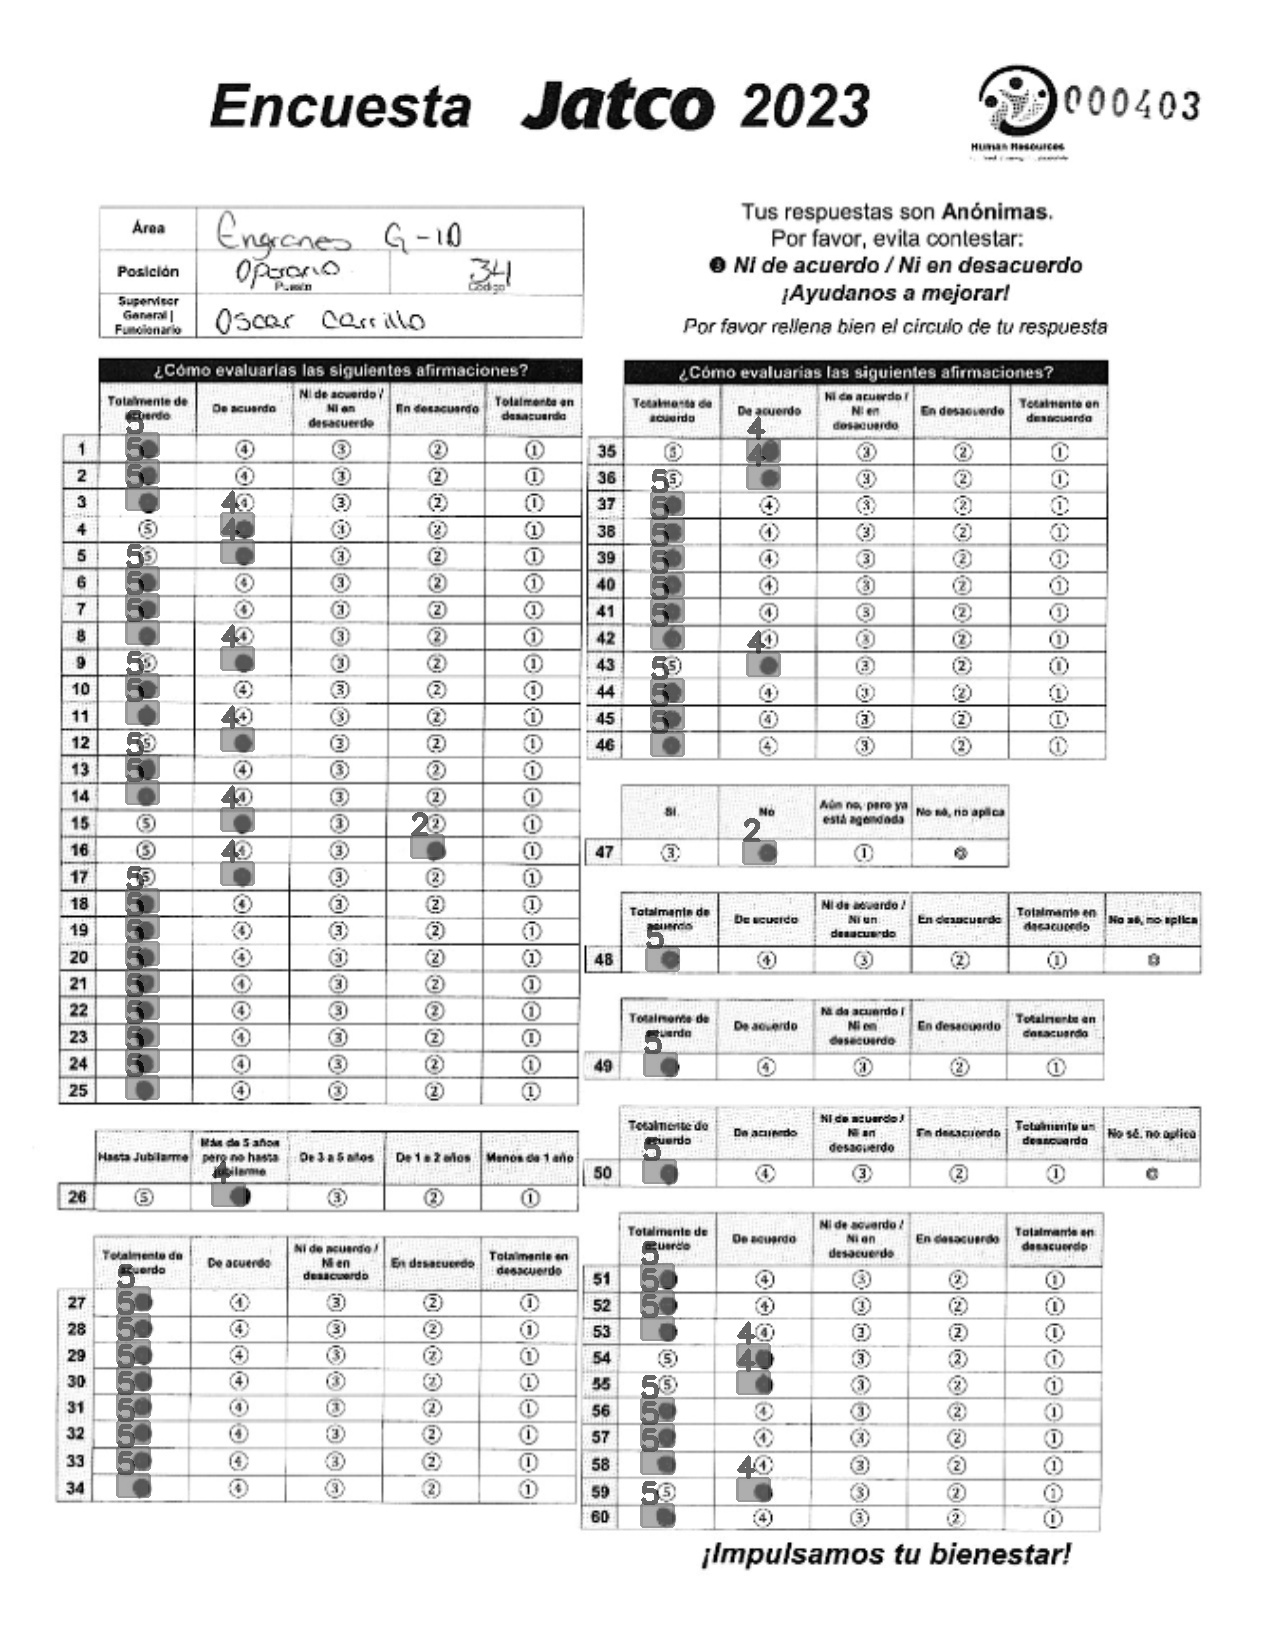 Encuesta Jatco 2023
000403
Human Resources
Área Engranes G-10
Posición Operario 34
Puesto Código
Supervisor General | Funcionario Oscar Carrillo
Tus respuestas son Anónimas.
Por favor, evita contestar:
❸ Ni de acuerdo / Ni en desacuerdo
¡Ayudanos a mejorar!
Por favor rellena bien el circulo de tu respuesta
¿Cómo evaluarías las siguientes afirmaciones?
Totalmente de acuerdo De acuerdo Ni de acuerdo / Ni en desacuerdo En desacuerdo Totalmente en desacuerdo
5
1 5 ④ ③ ② ①
2 5 ④ ③ ② ①
3 4 ④ ③ ② ①
4 ⑤ 4 ③ ② ①
5 5 ⑤ ③ ② ①
6 5 ④ ③ ② ①
7 5 ④ ③ ② ①
8 4 ④ ③ ② ①
9 5 ⑤ ③ ② ①
10 5 ④ ③ ② ①
11 4 ④ ③ ② ①
12 5 ⑤ ③ ② ①
13 5 ④ ③ ② ①
14 4 ④ ③ ② ①
15 ⑤ ③ 2 ② ①
16 ⑤ 4 ④ ③ ①
17 5 ⑤ ③ ② ①
18 5 ④ ③ ② ①
19 5 ④ ③ ② ①
20 5 ④ ③ ② ①
21 5 ④ ③ ② ①
22 5 ④ ③ ② ①
23 5 ④ ③ ② ①
24 5 ④ ③ ② ①
25 ④ ③ ② ①
Hasta Jubilarme Más de 5 años pero no hasta jubilarme De 3 a 5 años De 1 a 2 años Menos de 1 año
4
26 ⑤ ③ ② ①
Totalmente de acuerdo De acuerdo Ni de acuerdo / Ni en desacuerdo En desacuerdo Totalmente en desacuerdo
5
27 5 ④ ③ ② ①
28 5 ④ ③ ② ①
29 5 ④ ③ ② ①
30 5 ④ ③ ② ①
31 5 ④ ③ ② ①
32 5 ④ ③ ② ①
33 5 ④ ③ ② ①
34 ④ ③ ② ①
¿Cómo evaluarías las siguientes afirmaciones?
Totalmente de acuerdo De acuerdo Ni de acuerdo / Ni en desacuerdo En desacuerdo Totalmente en desacuerdo
4
35 ⑤ 4 ③ ② ①
36 5 ⑤ ③ ② ①
37 5 ④ ③ ② ①
38 5 ④ ③ ② ①
39 5 ④ ③ ② ①
40 5 ④ ③ ② ①
41 5 ④ ③ ② ①
42 4 ④ ③ ② ①
43 5 ⑤ ③ ② ①
44 5 ④ ③ ② ①
45 5 ④ ③ ② ①
46 ④ ③ ② ①
Si No Aún no, pero ya está agendada No sé, no aplica
2
47 ③ ①
Totalmente de acuerdo De acuerdo Ni de acuerdo / Ni un desacuerdo En desacuerdo Totalmente en desacuerdo No sé, no aplica
5
48 ④ ③ ② ①
Totalmente de acuerdo De acuerdo Ni de acuerdo / Ni en desacuerdo En desacuerdo Totalmente en desacuerdo
5
49 ④ ③ ② ①
Totalmente de acuerdo De acuerdo Ni de acuerdo / Ni en desacuerdo En desacuerdo Totalmente en desacuerdo No sé, no aplica
5
50 ④ ③ ② ①
Totalmente de acuerdo De acuerdo Ni de acuerdo / Ni en desacuerdo En desacuerdo Totalmente en desacuerdo
5
51 5 ④ ③ ② ①
52 5 ④ ③ ② ①
53 4 ④ ③ ② ①
54 ⑤ 4 ③ ② ①
55 5 ⑤ ③ ② ①
56 5 ④ ③ ② ①
57 5 ④ ③ ② ①
58 4 ④ ③ ② ①
59 5 ⑤ ③ ② ①
60 ④ ③ ② ①
¡Impulsamos tu bienestar!